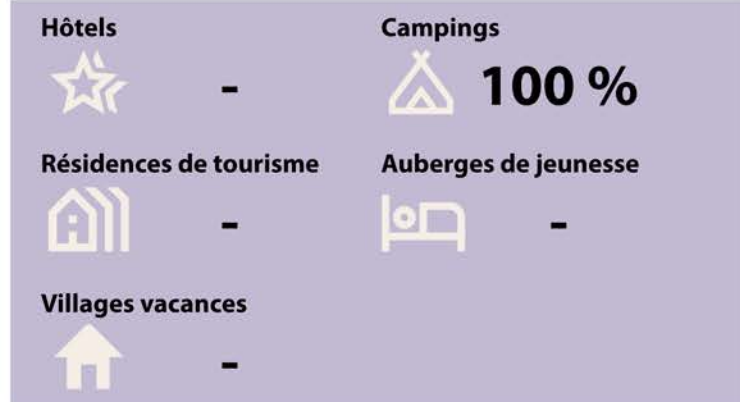 Hôtels
-
Campings
100 %
Résidences de tourisme
-
Auberges de jeunesse
-
Villages vacances
-